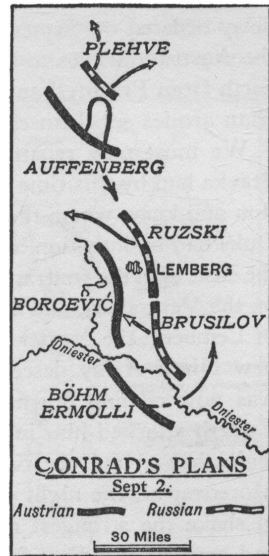 PLEHVE
AUFFENBERG
RUZSKI
LEMBERG
BOROEVIĆ
BRUSILOV
Dniester
BÖHM
ERMOLLI
Dniester
CONRAD'S PLANS
Sept 2.
Austrian Russian
30 Miles